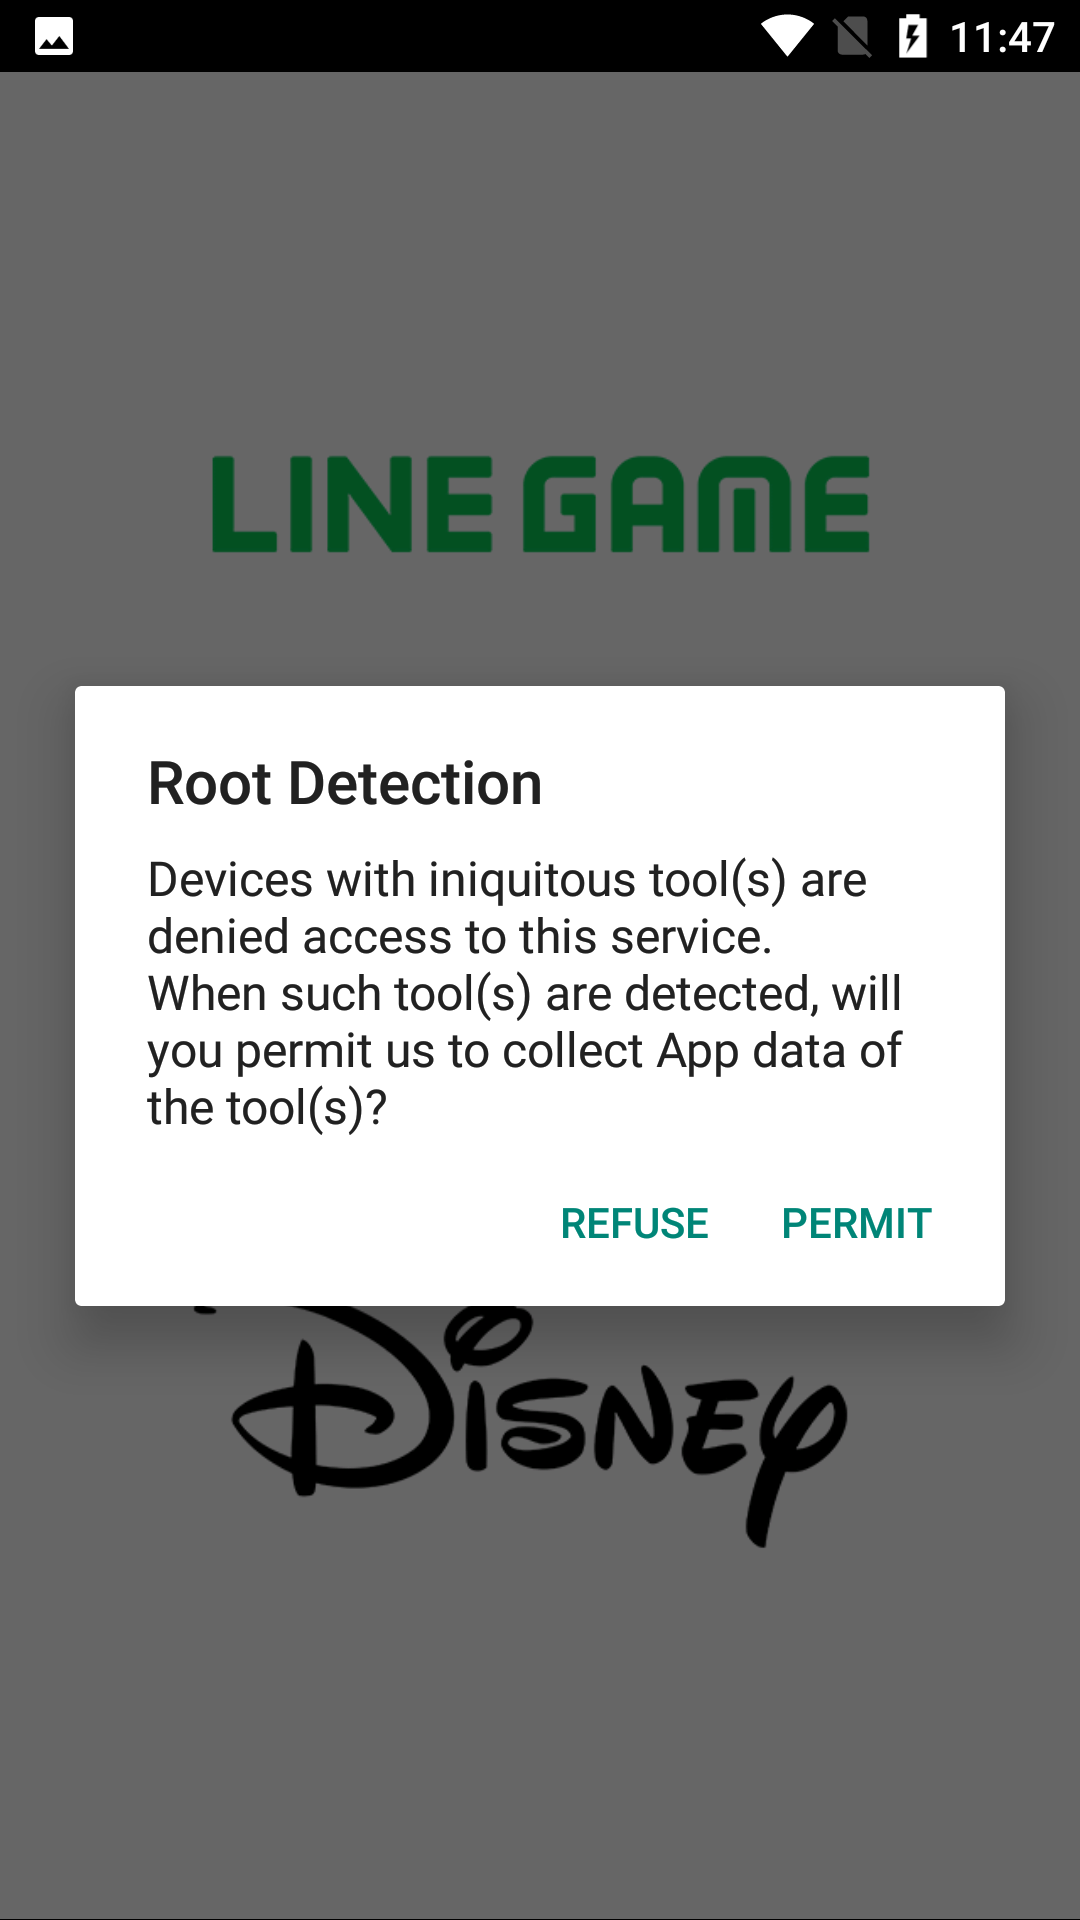 11:47
LINE GAME
Root Detection
Devices with iniquitous tool(s) are
denied access to this service.
When such tool(s) are detected, will
you permit us to collect App data of
the tool(s)?
REFUSE PERMIT
Disney